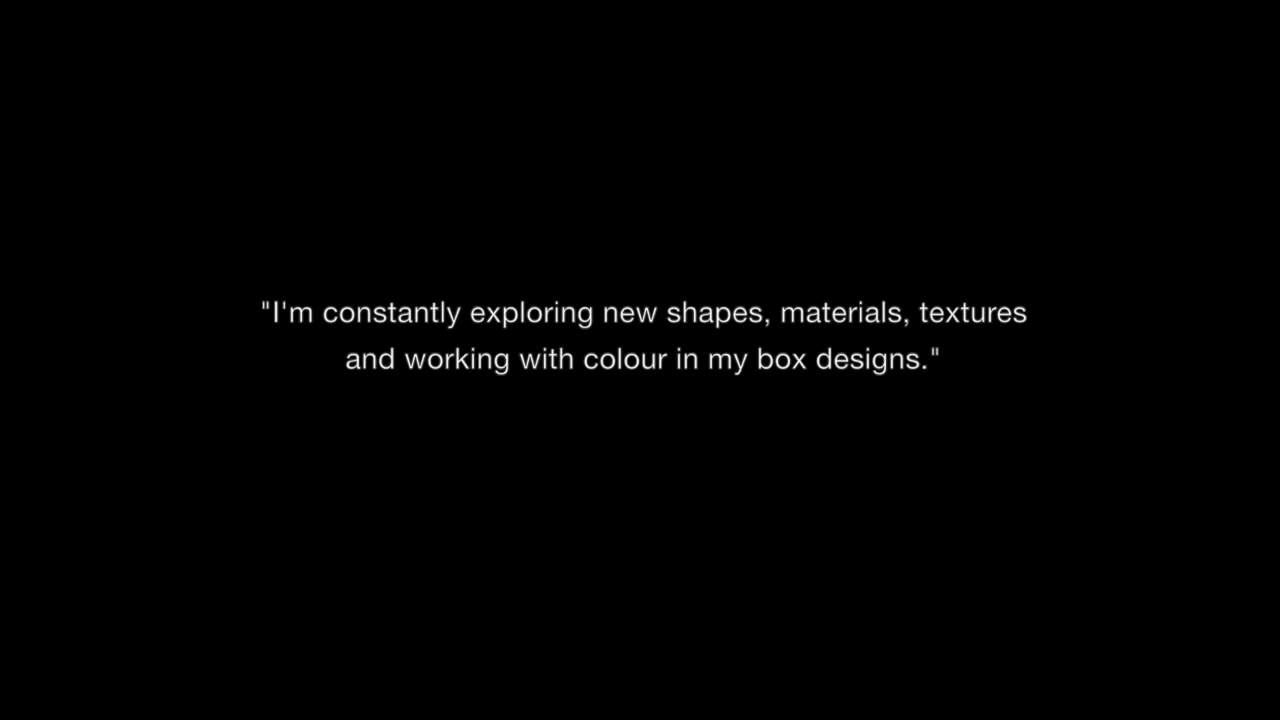 "I'm constantly exploring new shapes, materials, textures
and working with colour in my box designs."